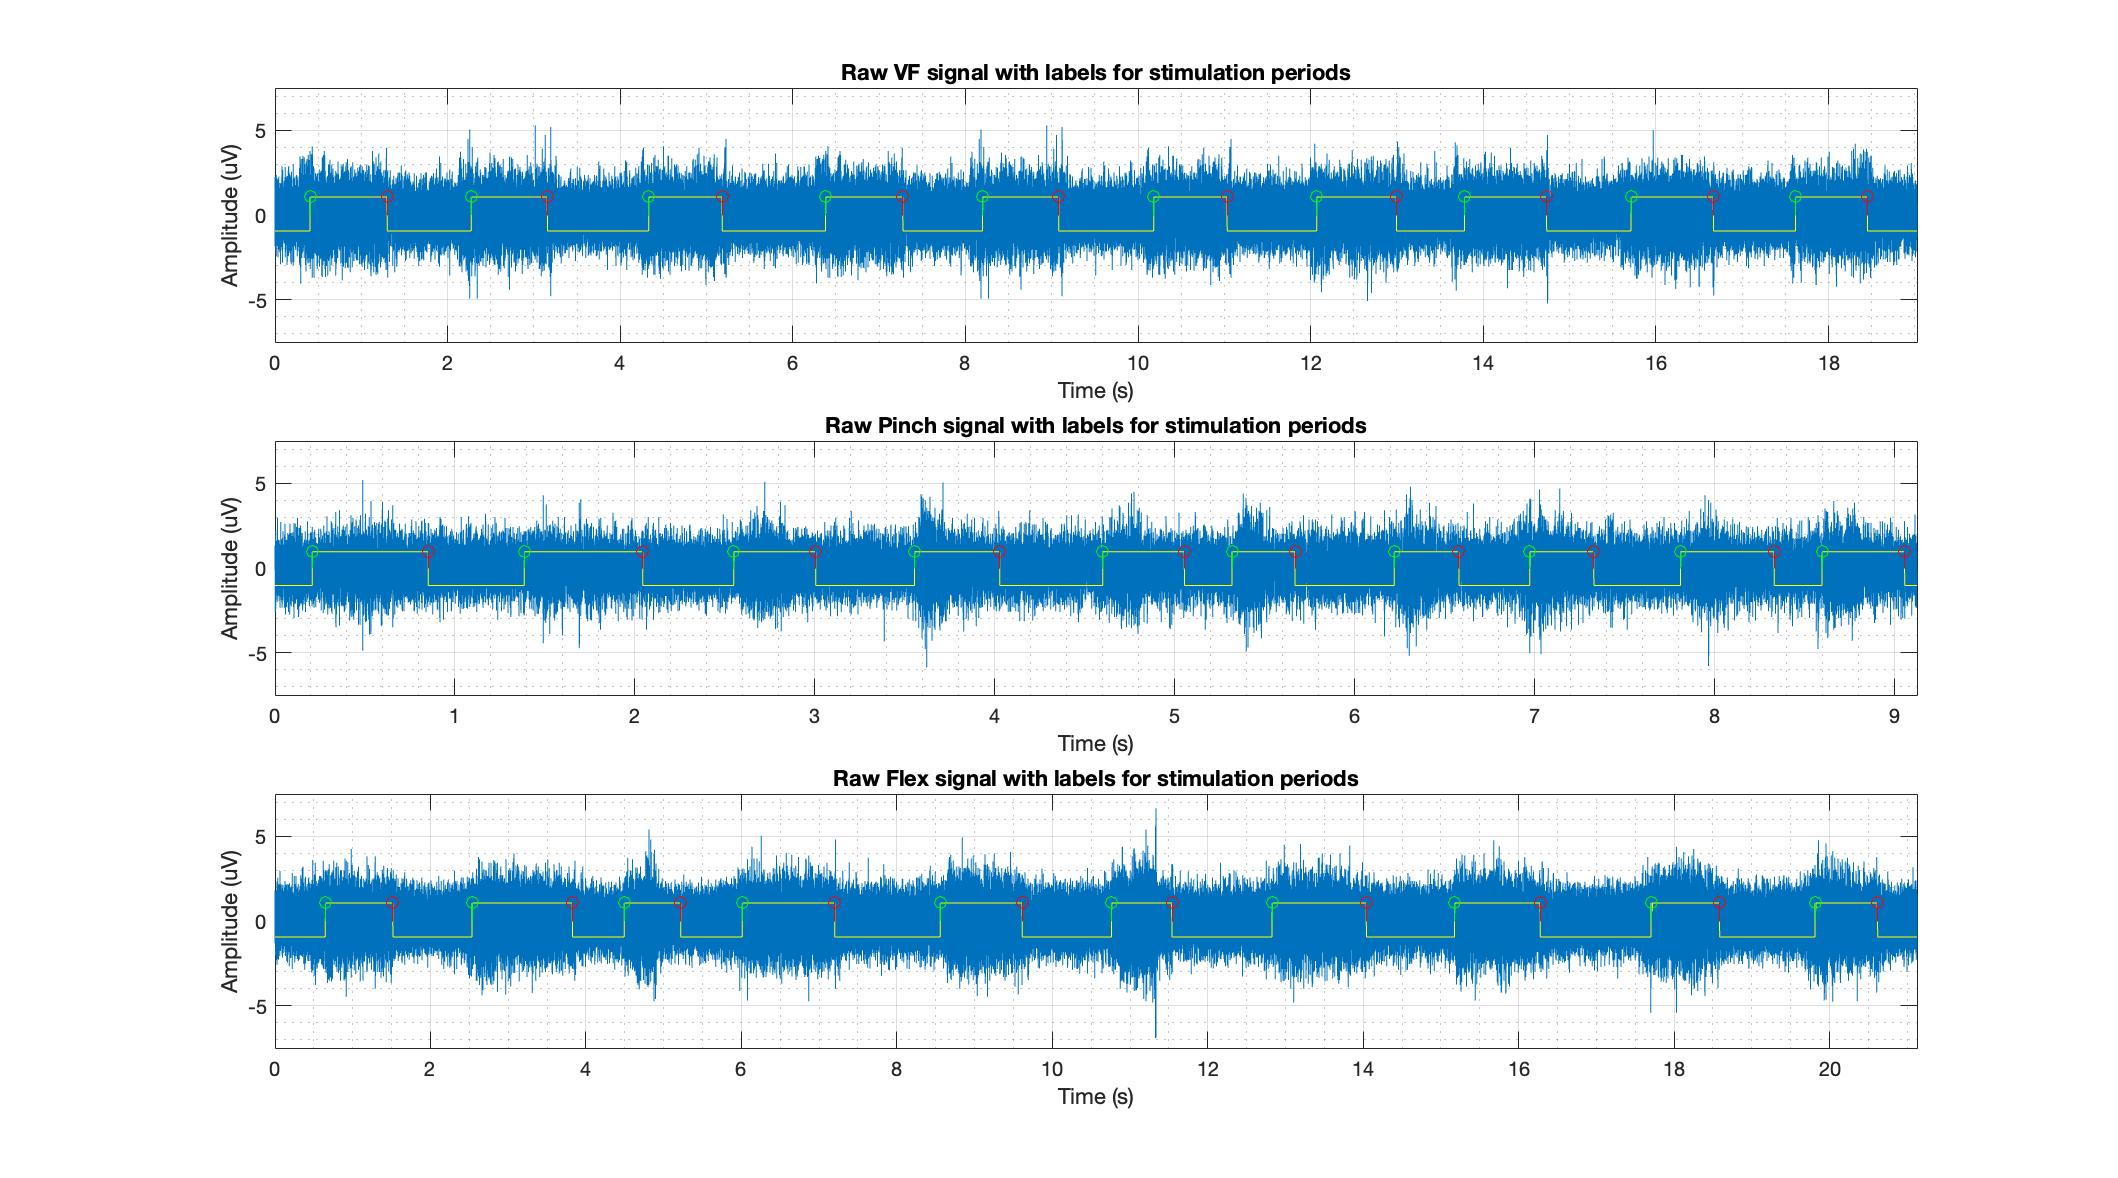 Raw VF signal with labels for stimulation periods
Amplitude (uV)
5
0
-5
0 2 4 6 8 10 12 14 16 18
Time (s)
Raw Pinch signal with labels for stimulation periods
Amplitude (uV)
5
0
-5
0 1 2 3 4 5 6 7 8 9
Time (s)
Raw Flex signal with labels for stimulation periods
Amplitude (uV)
5
0
-5
0 2 4 6 8 10 12 14 16 18 20
Time (s)